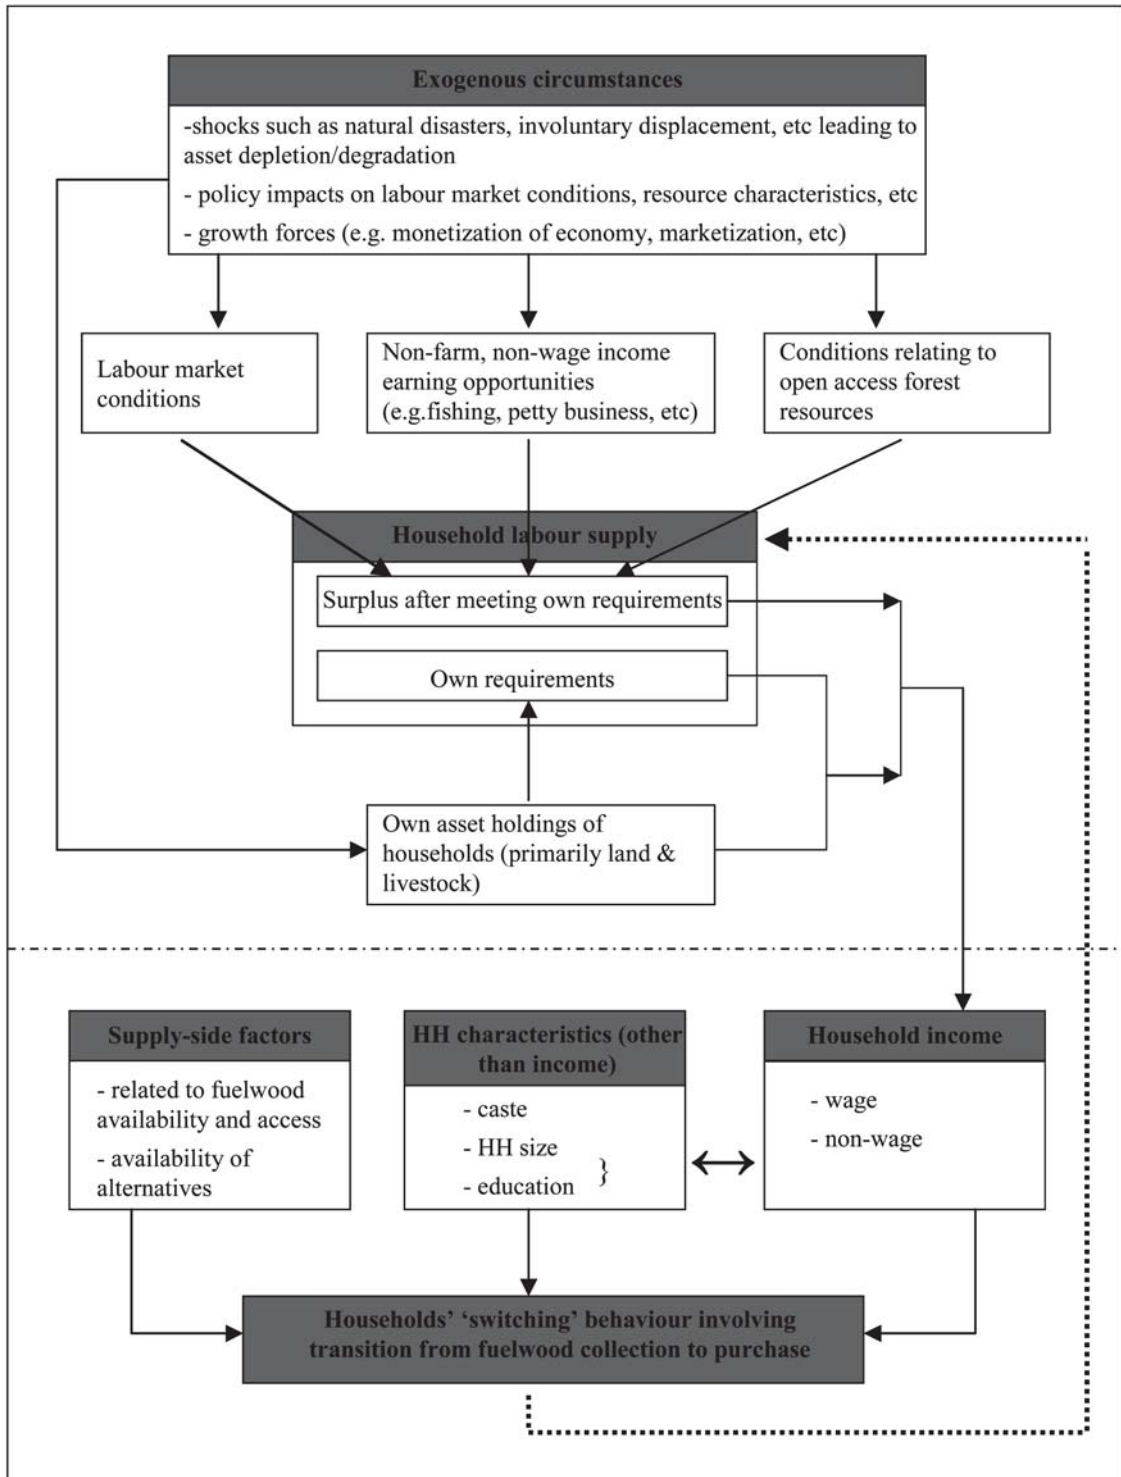 Exogenous circumstances
-shocks such as natural disasters, involuntary displacement, etc leading to
asset depletion/degradation
- policy impacts on labour market conditions, resource characteristics, etc
- growth forces (e.g. monetization of economy, marketization, etc)
Labour market
conditions
Non-farm, non-wage income
earning opportunities
(e.g.fishing, petty business, etc)
Conditions relating to
open access forest
resources
Household labour supply
Surplus after meeting own requirements
Own requirements
Own asset holdings of
households (primarily land &
livestock)
Supply-side factors
- related to fuelwood
availability and access
- availability of
alternatives
HH characteristics (other
than income)
- caste
- HH size
- education }
Household income
- wage
- non-wage
Households’ ‘switching’ behaviour involving
transition from fuelwood collection to purchase